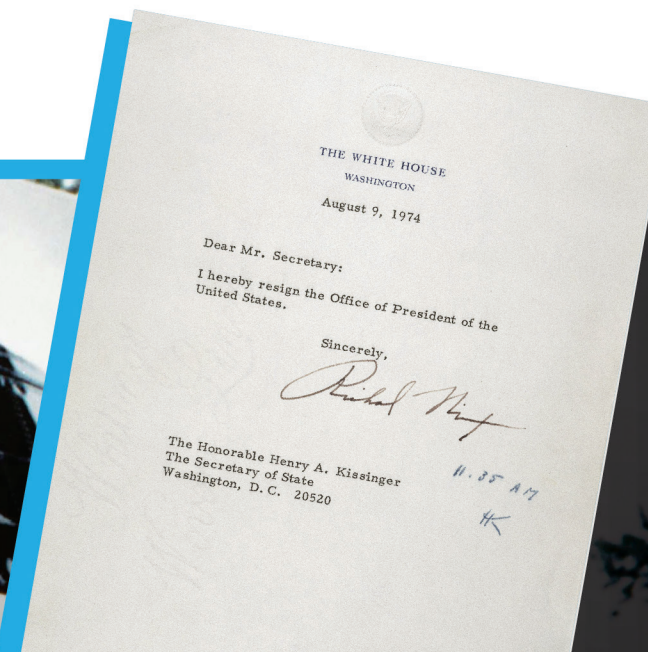 THE WHITE HOUSE
WASHINGTON
August 9, 1974
Dear Mr. Secretary:
I hereby resign the Office of President of the
United States.
Sincerely,
Richard Nixon
The Honorable Henry A. Kissinger
The Secretary of State
Washington, D.C. 20520
11.35 AM
HK